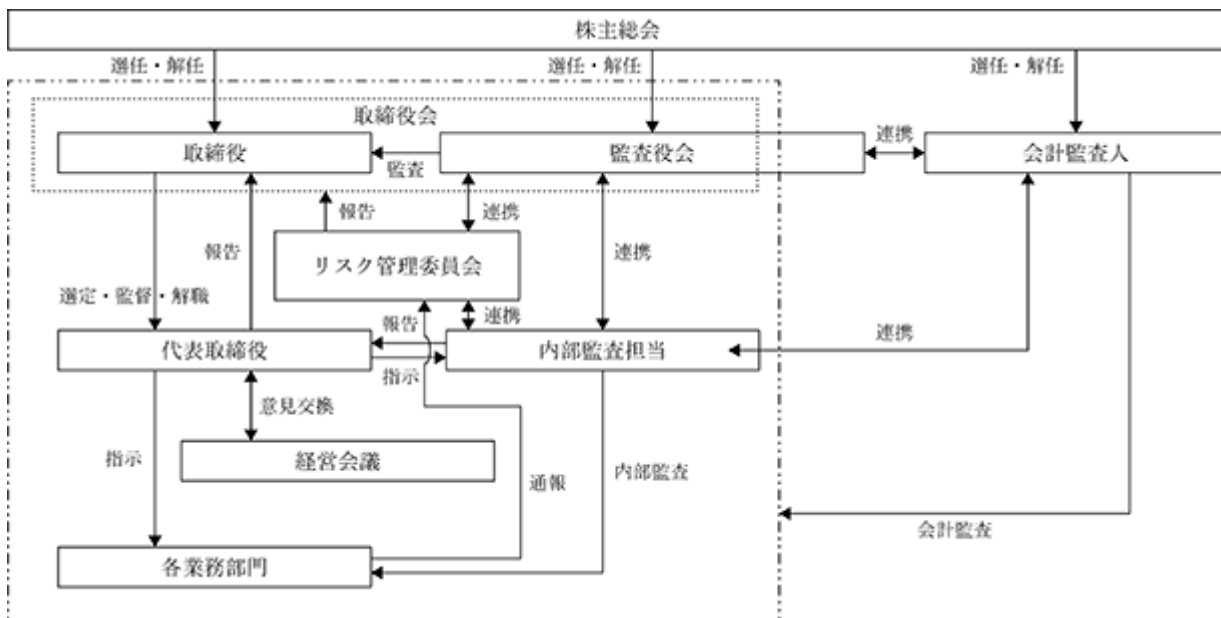 株主総会
選任・解任
選任・解任
選任・解任
取締役会
取締役
監査
監査役会
連携
会計監査人
報告
連携
報告
リスク管理委員会
連携
選定・監督・解職
報告
連携
代表取締役
指示
内部監査担当
連携
意見交換
指示
経営会議
通報
内部監査
会計監査
各業務部門